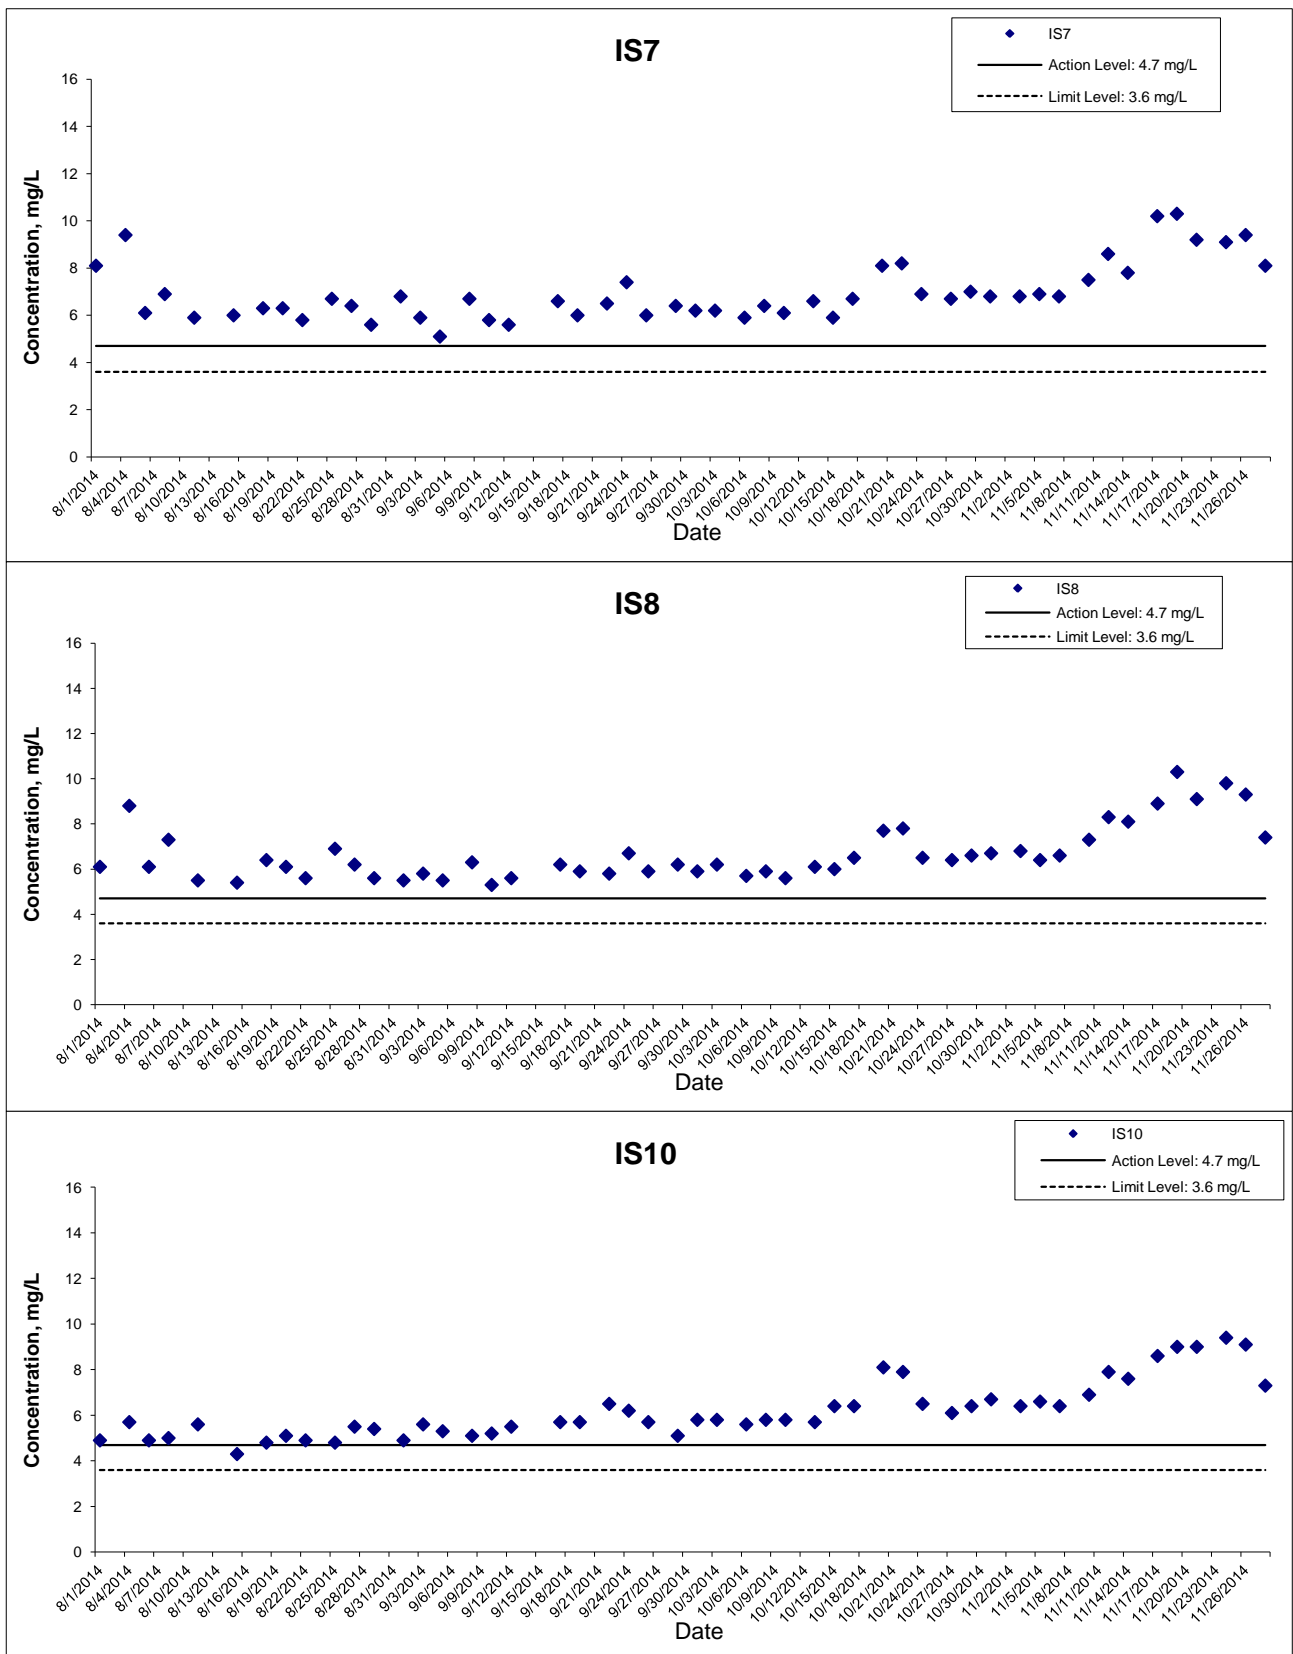 IS7
IS7
Action Level: 4.7 mg/L
Limit Level: 3.6 mg/L
Concentration, mg/L
16
14
12
10
8
6
4
2
0
8/1/2014 8/4/2014 8/7/2014 8/10/2014 8/13/2014 8/16/2014 8/19/2014 8/22/2014 8/25/2014 8/28/2014 8/31/2014 9/3/2014 9/6/2014 9/9/2014 9/12/2014 9/15/2014 9/18/2014 9/21/2014 9/24/2014 9/27/2014 9/30/2014 10/3/2014 10/6/2014 10/9/2014 10/12/2014 10/15/2014 10/18/2014 10/21/2014 10/24/2014 10/27/2014 10/30/2014 11/2/2014 11/5/2014 11/8/2014 11/11/2014 11/14/2014 11/17/2014 11/20/2014 11/23/2014 11/26/2014
Date
IS8
IS8
Action Level: 4.7 mg/L
Limit Level: 3.6 mg/L
Concentration, mg/L
16
14
12
10
8
6
4
2
0
8/1/2014 8/4/2014 8/7/2014 8/10/2014 8/13/2014 8/16/2014 8/19/2014 8/22/2014 8/25/2014 8/28/2014 8/31/2014 9/3/2014 9/6/2014 9/9/2014 9/12/2014 9/15/2014 9/18/2014 9/21/2014 9/24/2014 9/27/2014 9/30/2014 10/3/2014 10/6/2014 10/9/2014 10/12/2014 10/15/2014 10/18/2014 10/21/2014 10/24/2014 10/27/2014 10/30/2014 11/2/2014 11/5/2014 11/8/2014 11/11/2014 11/14/2014 11/17/2014 11/20/2014 11/23/2014 11/26/2014
Date
IS10
IS10
Action Level: 4.7 mg/L
Limit Level: 3.6 mg/L
Concentration, mg/L
16
14
12
10
8
6
4
2
0
8/1/2014 8/4/2014 8/7/2014 8/10/2014 8/13/2014 8/16/2014 8/19/2014 8/22/2014 8/25/2014 8/28/2014 8/31/2014 9/3/2014 9/6/2014 9/9/2014 9/12/2014 9/15/2014 9/18/2014 9/21/2014 9/24/2014 9/27/2014 9/30/2014 10/3/2014 10/6/2014 10/9/2014 10/12/2014 10/15/2014 10/18/2014 10/21/2014 10/24/2014 10/27/2014 10/30/2014 11/2/2014 11/5/2014 11/8/2014 11/11/2014 11/14/2014 11/17/2014 11/20/2014 11/23/2014 11/26/2014
Date